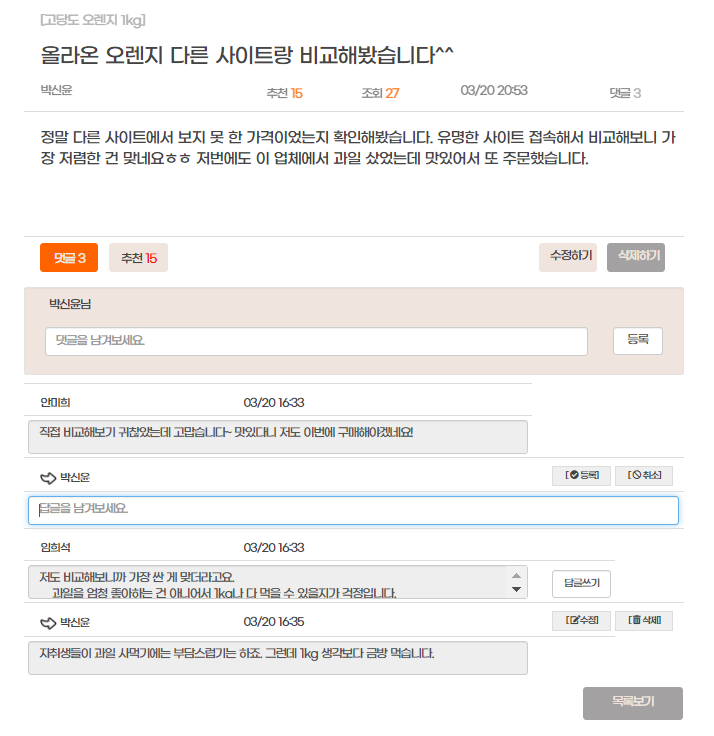 [고당도 오렌지 1kg]
올라온 오렌지 다른 사이트랑 비교해봤습니다^^
박신윤 추천 15 조회 27 03/20 20:53 댓글 3
정말 다른 사이트에서 보지 못 한 가격이었는지 확인해봤습니다. 유명한 사이트 접속해서 비교해보니 가
장 저렴한 건 맞네요ㅎㅎ 저번에도 이 업체에서 과일 샀었는데 맛있어서 또 주문했습니다.
댓글 3 추천 15 수정하기 삭제하기
박신윤님
댓글을 남겨보세요. 등록
안미희 03/20 16:33
직접 비교해보기 귀찮았는데 고맙습니다~ 맛있다니 저도 이번에 구매해야겠네요!
박신윤 [등록] [취소]
답글을 남겨보세요.
임희석 03/20 16:33
저도 비교해보니까 가장 싼 게 맞더라고요.
과일을 엄청 좋아하는 건 아니어서 1kg나 다 먹을 수 있을지가 걱정입니다.
답글쓰기
박신윤 03/20 16:35 [수정] [삭제]
자취생들이 과일 사먹기에는 부담스럽기는 하죠. 그런데 1kg 생각보다 금방 먹습니다.
목록보기